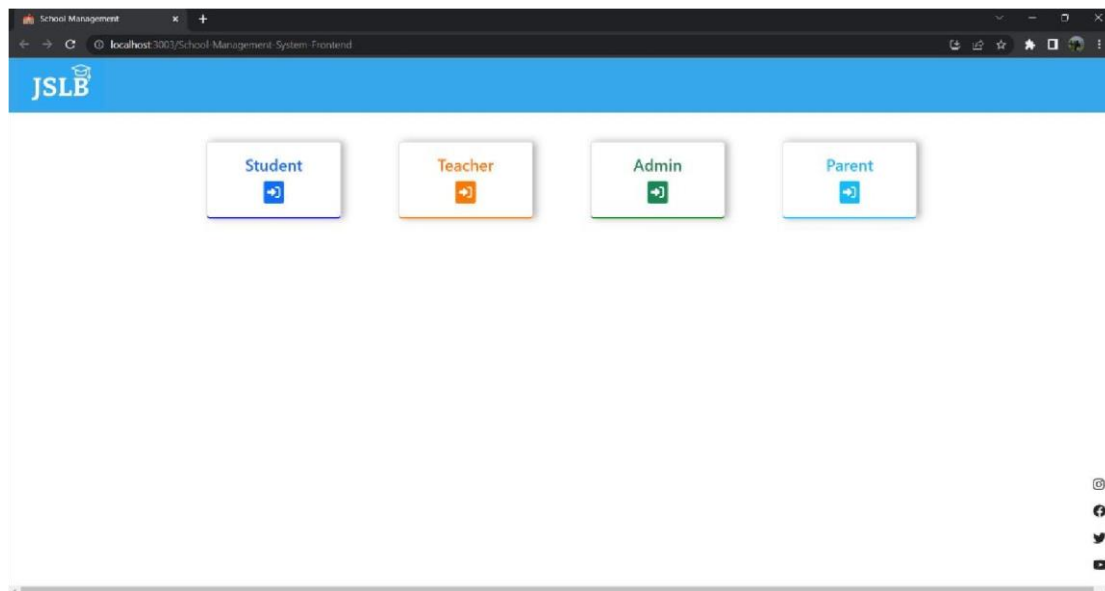 School Management
localhost:3003/School-Management-System-Frontend
JSLB
Student
Teacher
Admin
Parent